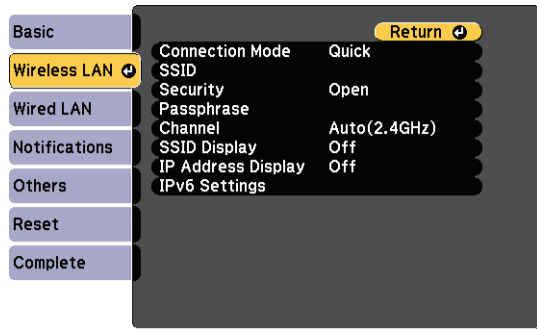 Basic
Wireless LAN
Wired LAN
Notifications
Others
Reset
Complete
Return
Connection Mode Quick
SSID
Security Open
Passphrase
Channel Auto(2.4GHz)
SSID Display Off
IP Address Display Off
IPv6 Settings